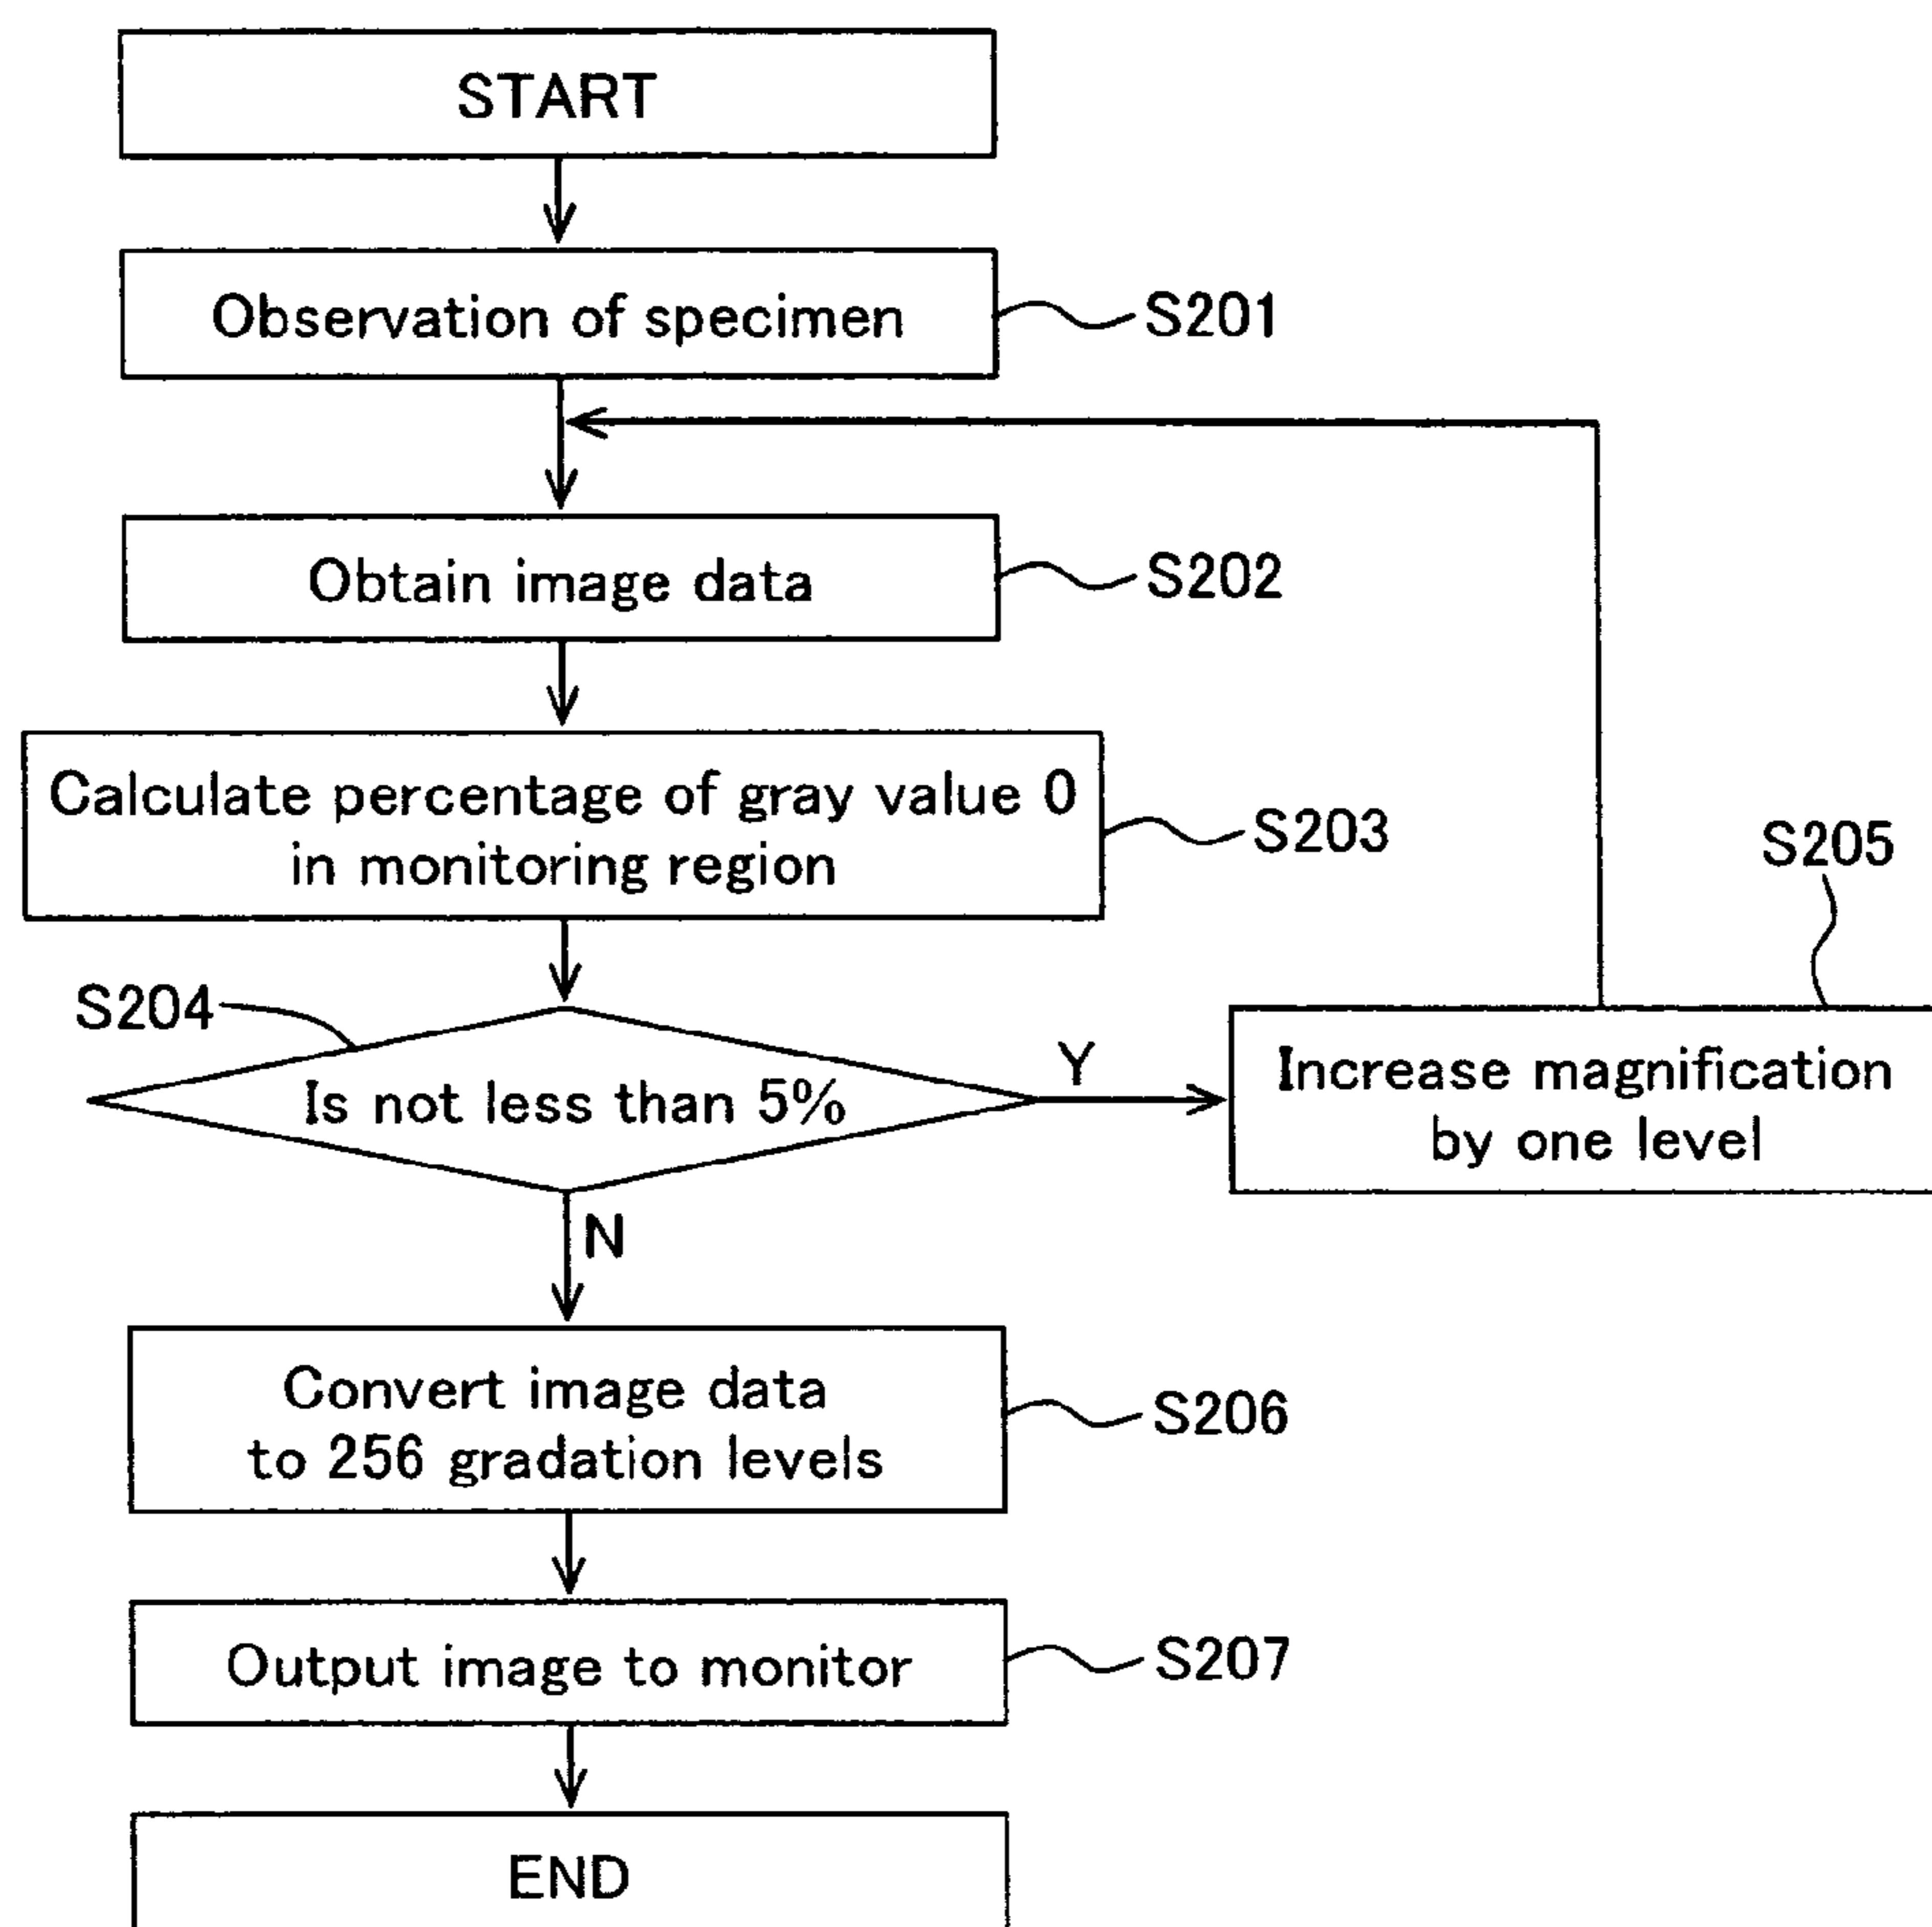 START
Observation of specimen
S201
Obtain image data
S202
Calculate percentage of gray value 0
in monitoring region
S203
S205
S204
Is not less than 5%
Y
Increase magnification
by one level
N
Convert image data
to 256 gradation levels
S206
Output image to monitor
S207
END